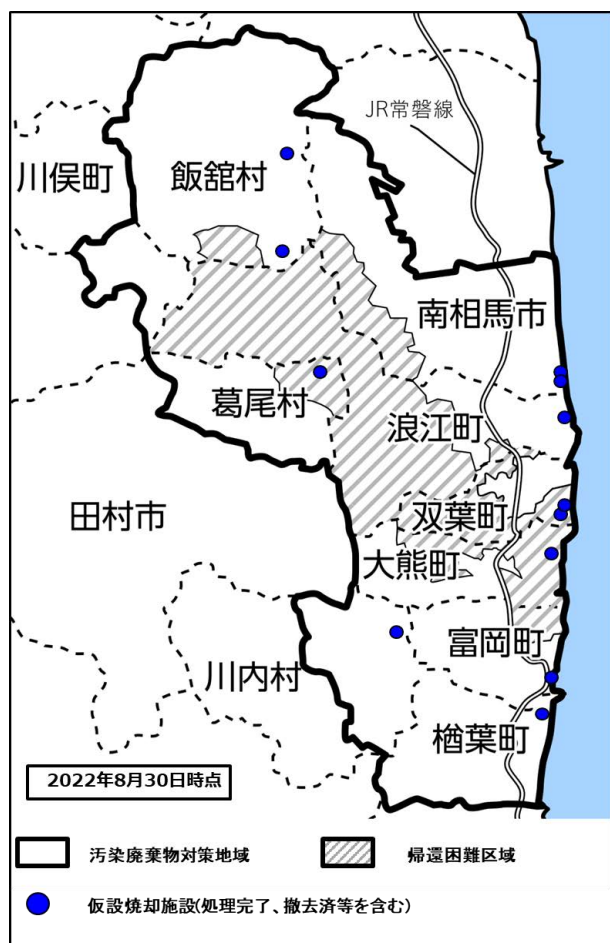 JR常磐線
川俣町
飯舘村
南相馬市
葛尾村
浪江町
田村市
双葉町
大熊町
富岡町
川内村
楢葉町
2022年8月30日時点
汚染廃棄物対策地域
帰還困難区域
仮設焼却施設(処理完了、撤去済等を含む)